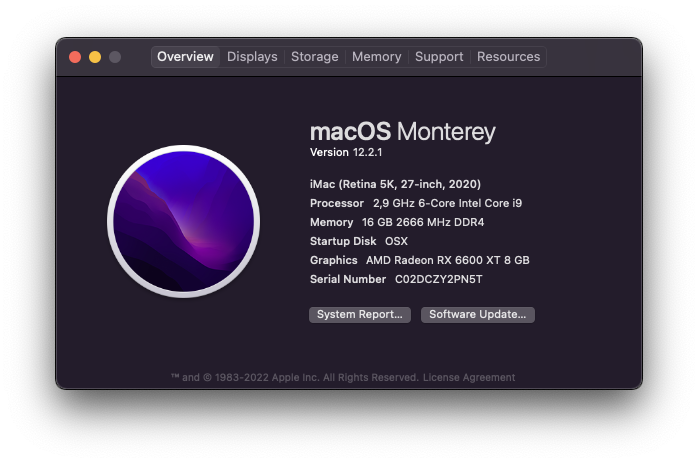 Overview Displays Storage Memory Support Resources
macOS Monterey
Version 12.2.1
iMac (Retina 5K, 27-inch, 2020)
Processor 2,9 GHz 6-Core Intel Core i9
Memory 16 GB 2666 MHz DDR4
Startup Disk OSX
Graphics AMD Radeon RX 6600 XT 8 GB
Serial Number C02DCZY2PN5T
System Report... Software Update...
™ and © 1983-2022 Apple Inc. All Rights Reserved. License Agreement